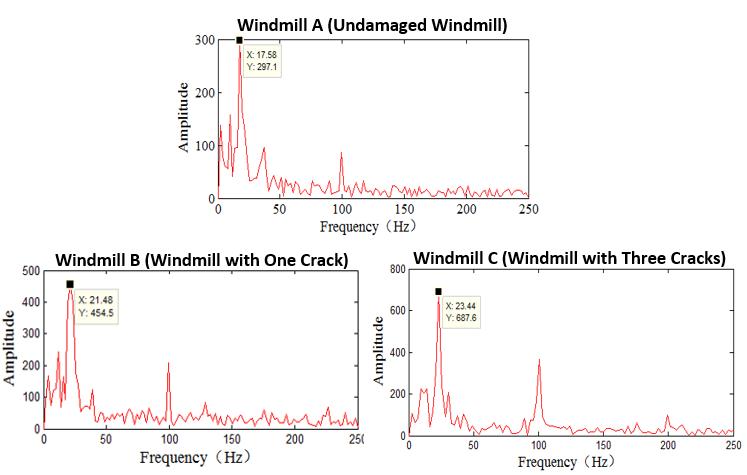 Windmill A (Undamaged Windmill)
300
X: 17.58
Y: 297.1
200
Amplitude
100
0
0 50 100 150 200 250
Frequency (Hz)
Windmill B (Windmill with One Crack)
500
X: 21.48
Y: 454.5
400
300
Amplitude
200
100
0
0 50 100 150 200 250
Frequency (Hz)
Windmill C (Windmill with Three Cracks)
800
X: 23.44
Y: 687.6
600
Amplitude
400
200
0
0 50 100 150 200 250
Frequency (Hz)